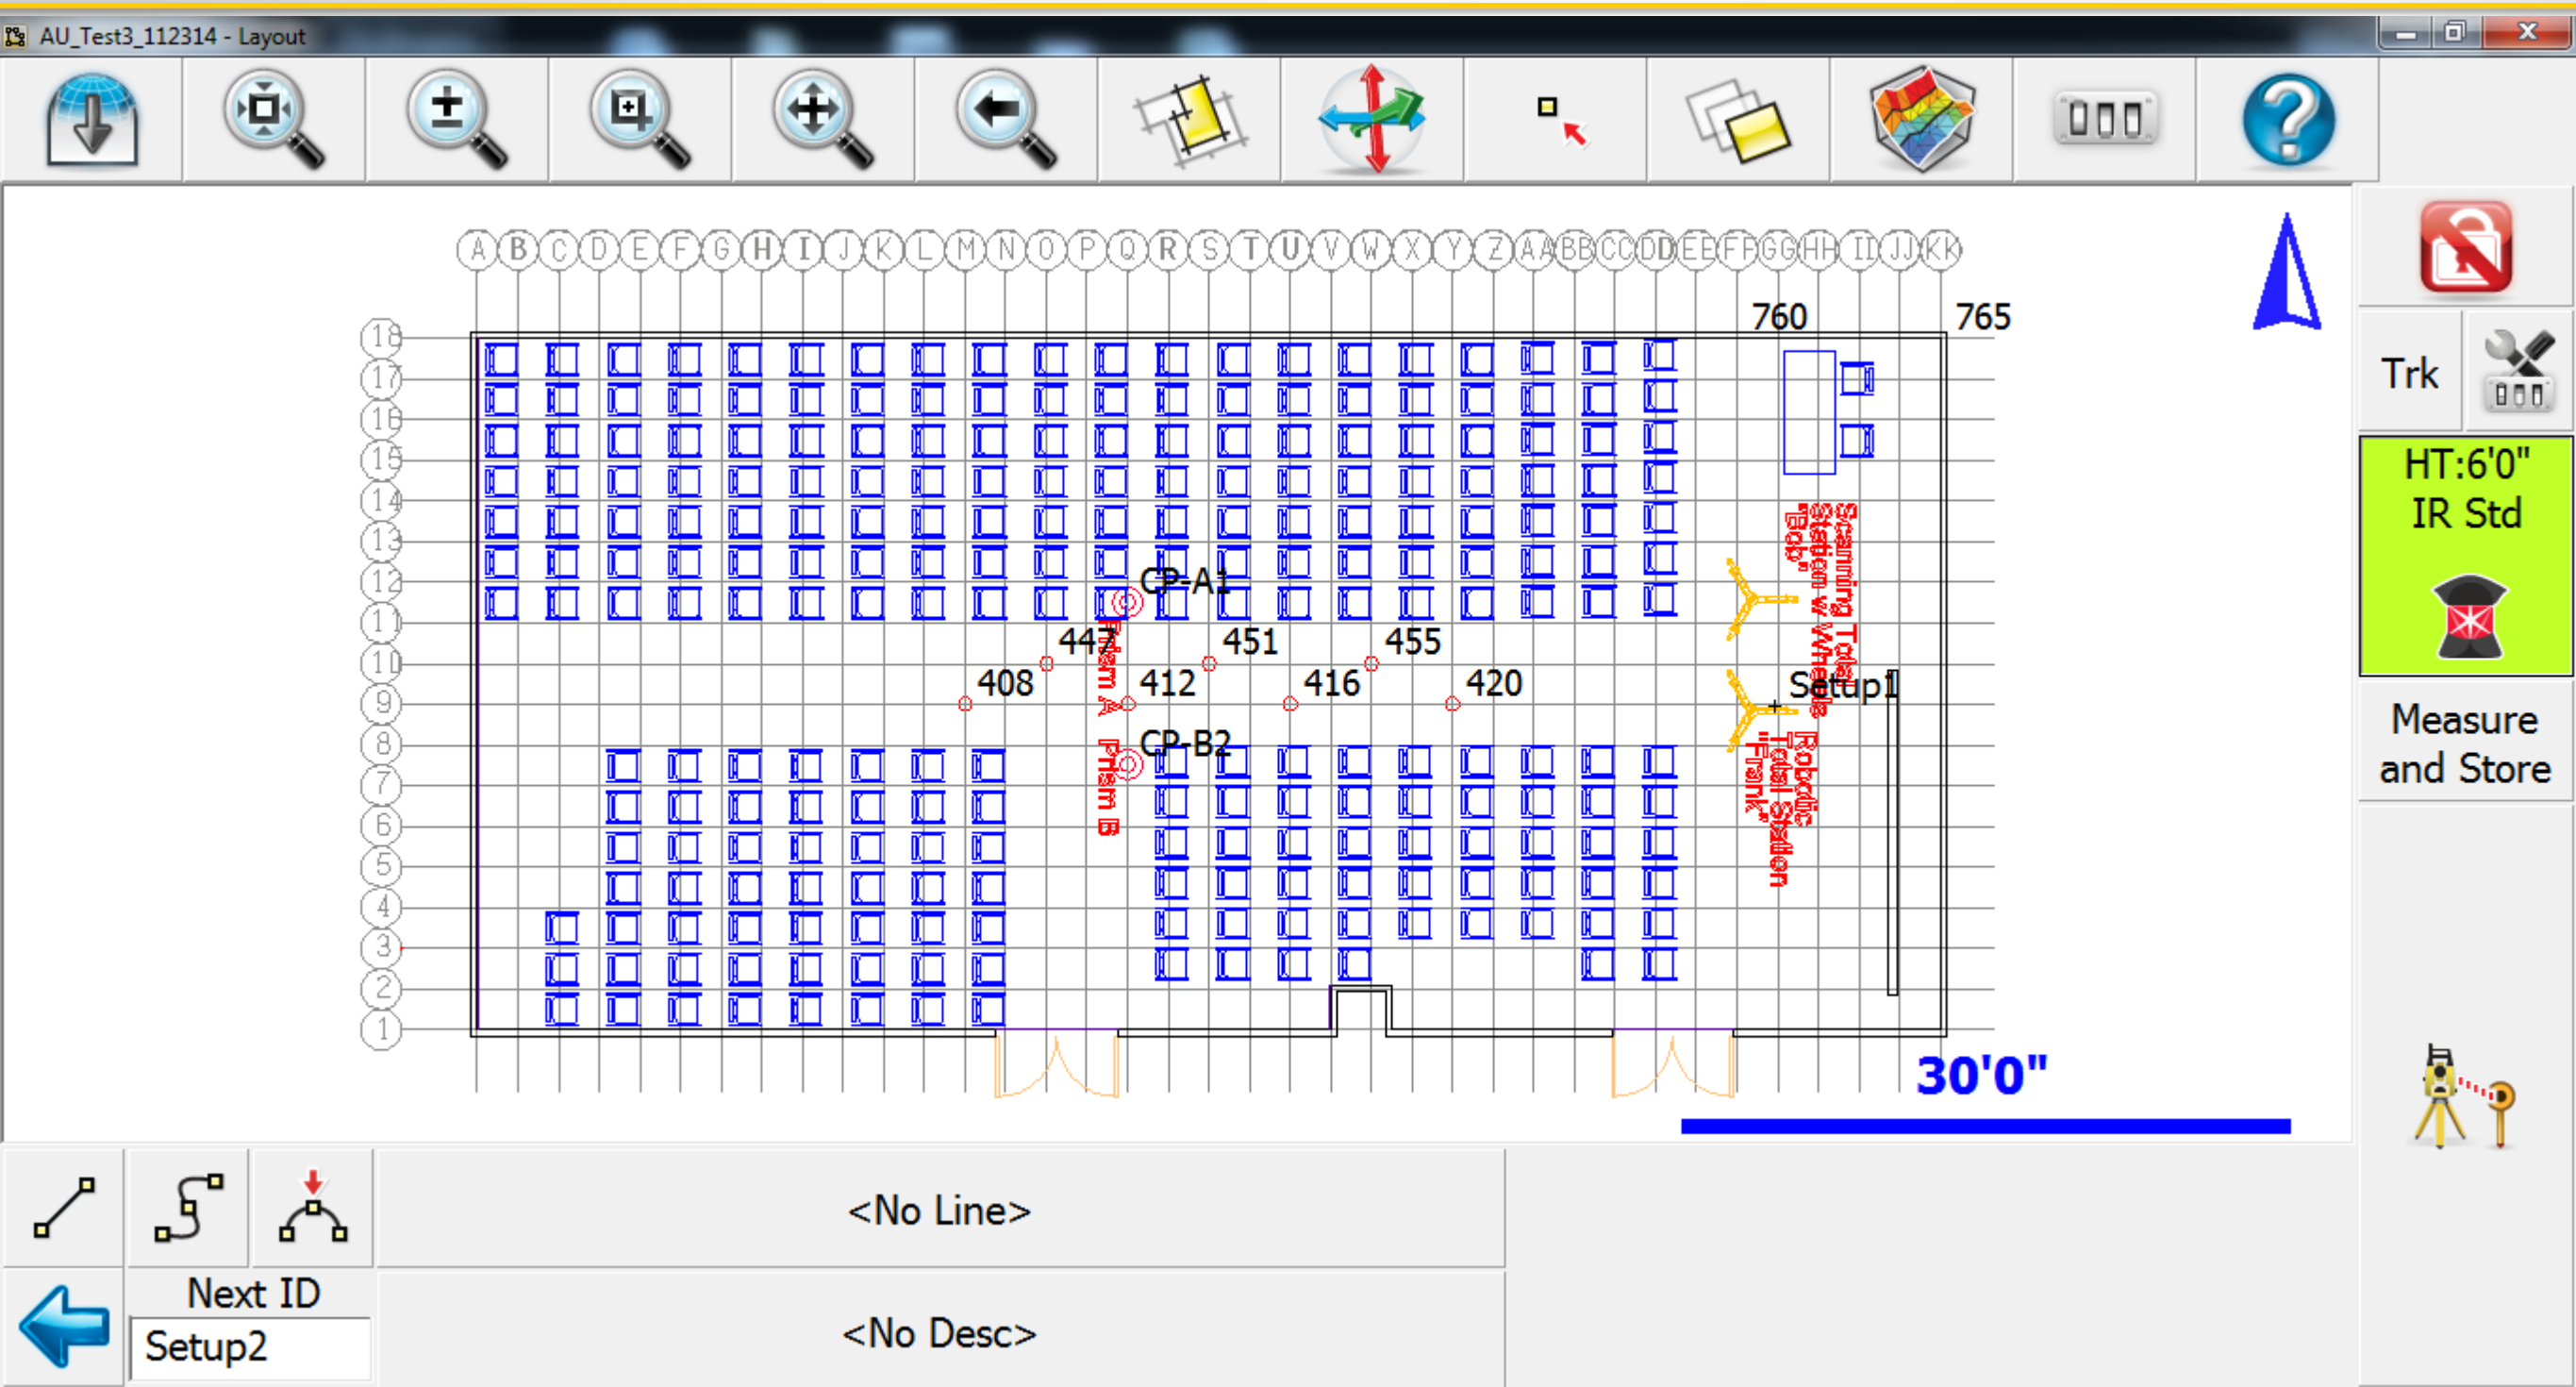 AU_Test3_112314 - Layout
A B C D E F G H I J K L M N O P Q R S T U V W X Y Z AA BB CC DD EE FF GG HH II JJ KK
760 765
18
17
16
15
14
13
12
11
10
9
8
7
6
5
4
3
2
1
CP-A1
447 451 455
408 412 416 420
CP-B2
Prism A
Prism B
Setup1
Scanning Total
Station w Wheels
"Bob"
Robotic
Total Station
"Frank"
30'0"
Trk
HT:6'0"
IR Std
Measure
and Store
<No Line>
Next ID
Setup2
<No Desc>